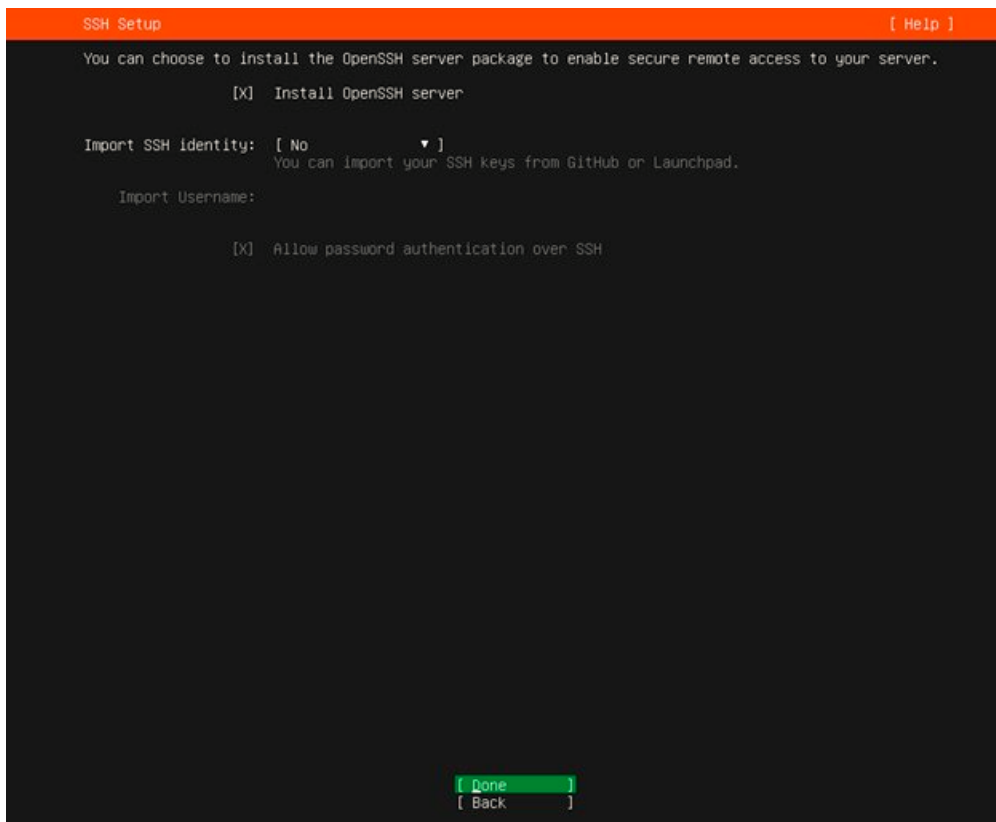 SSH Setup [ Help ]
You can choose to install the OpenSSH server package to enable secure remote access to your server.
[X] Install OpenSSH server
Import SSH identity: [ No ▼ ]
You can import your SSH keys from GitHub or Launchpad.
Import Username:
[X] Allow password authentication over SSH
[ Done ]
[ Back ]